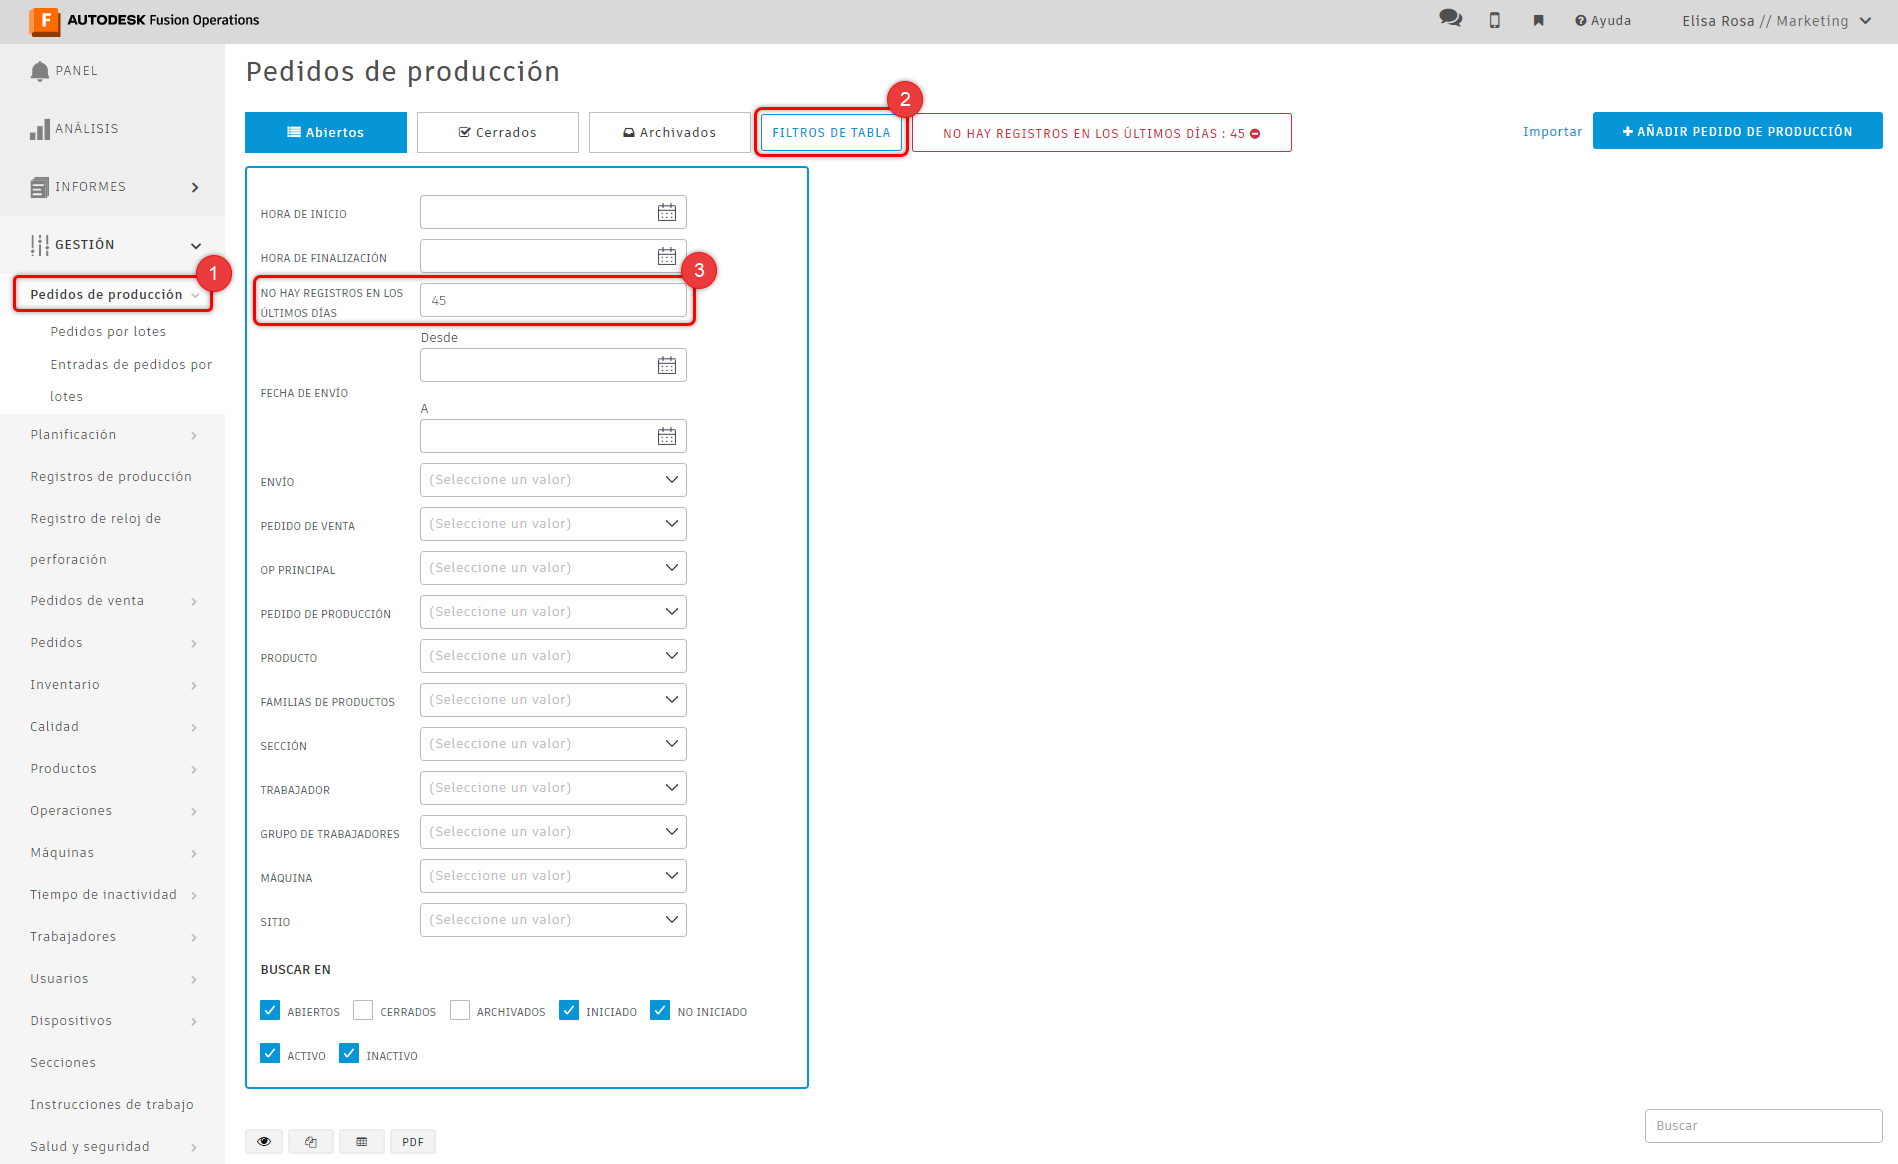 AUTODESK Fusion Operations
Ayuda
Elisa Rosa // Marketing
PANEL
ANÁLISIS
INFORMES
GESTIÓN
1
Pedidos de producción
Pedidos por lotes
Entradas de pedidos por
lotes
Planificación
Registros de producción
Registro de reloj de
perforación
Pedidos de venta
Pedidos
Inventario
Calidad
Productos
Operaciones
Máquinas
Tiempo de inactividad
Trabajadores
Usuarios
Dispositivos
Secciones
Instrucciones de trabajo
Salud y seguridad
Pedidos de producción
Abiertos
Cerrados
Archivados
2
FILTROS DE TABLA
NO HAY REGISTROS EN LOS ÚLTIMOS DÍAS : 45
Importar
AÑADIR PEDIDO DE PRODUCCIÓN
HORA DE INICIO
HORA DE FINALIZACIÓN
3
NO HAY REGISTROS EN LOS
ÚLTIMOS DÍAS
45
Desde
FECHA DE ENVÍO
A
ENVÍO
(Seleccione un valor)
PEDIDO DE VENTA
(Seleccione un valor)
OP PRINCIPAL
(Seleccione un valor)
PEDIDO DE PRODUCCIÓN
(Seleccione un valor)
PRODUCTO
(Seleccione un valor)
FAMILIAS DE PRODUCTOS
(Seleccione un valor)
SECCIÓN
(Seleccione un valor)
TRABAJADOR
(Seleccione un valor)
GRUPO DE TRABAJADORES
(Seleccione un valor)
MÁQUINA
(Seleccione un valor)
SITIO
(Seleccione un valor)
BUSCAR EN
ABIERTOS CERRADOS ARCHIVADOS INICIADO NO INICIADO
ACTIVO INACTIVO
PDF
Buscar